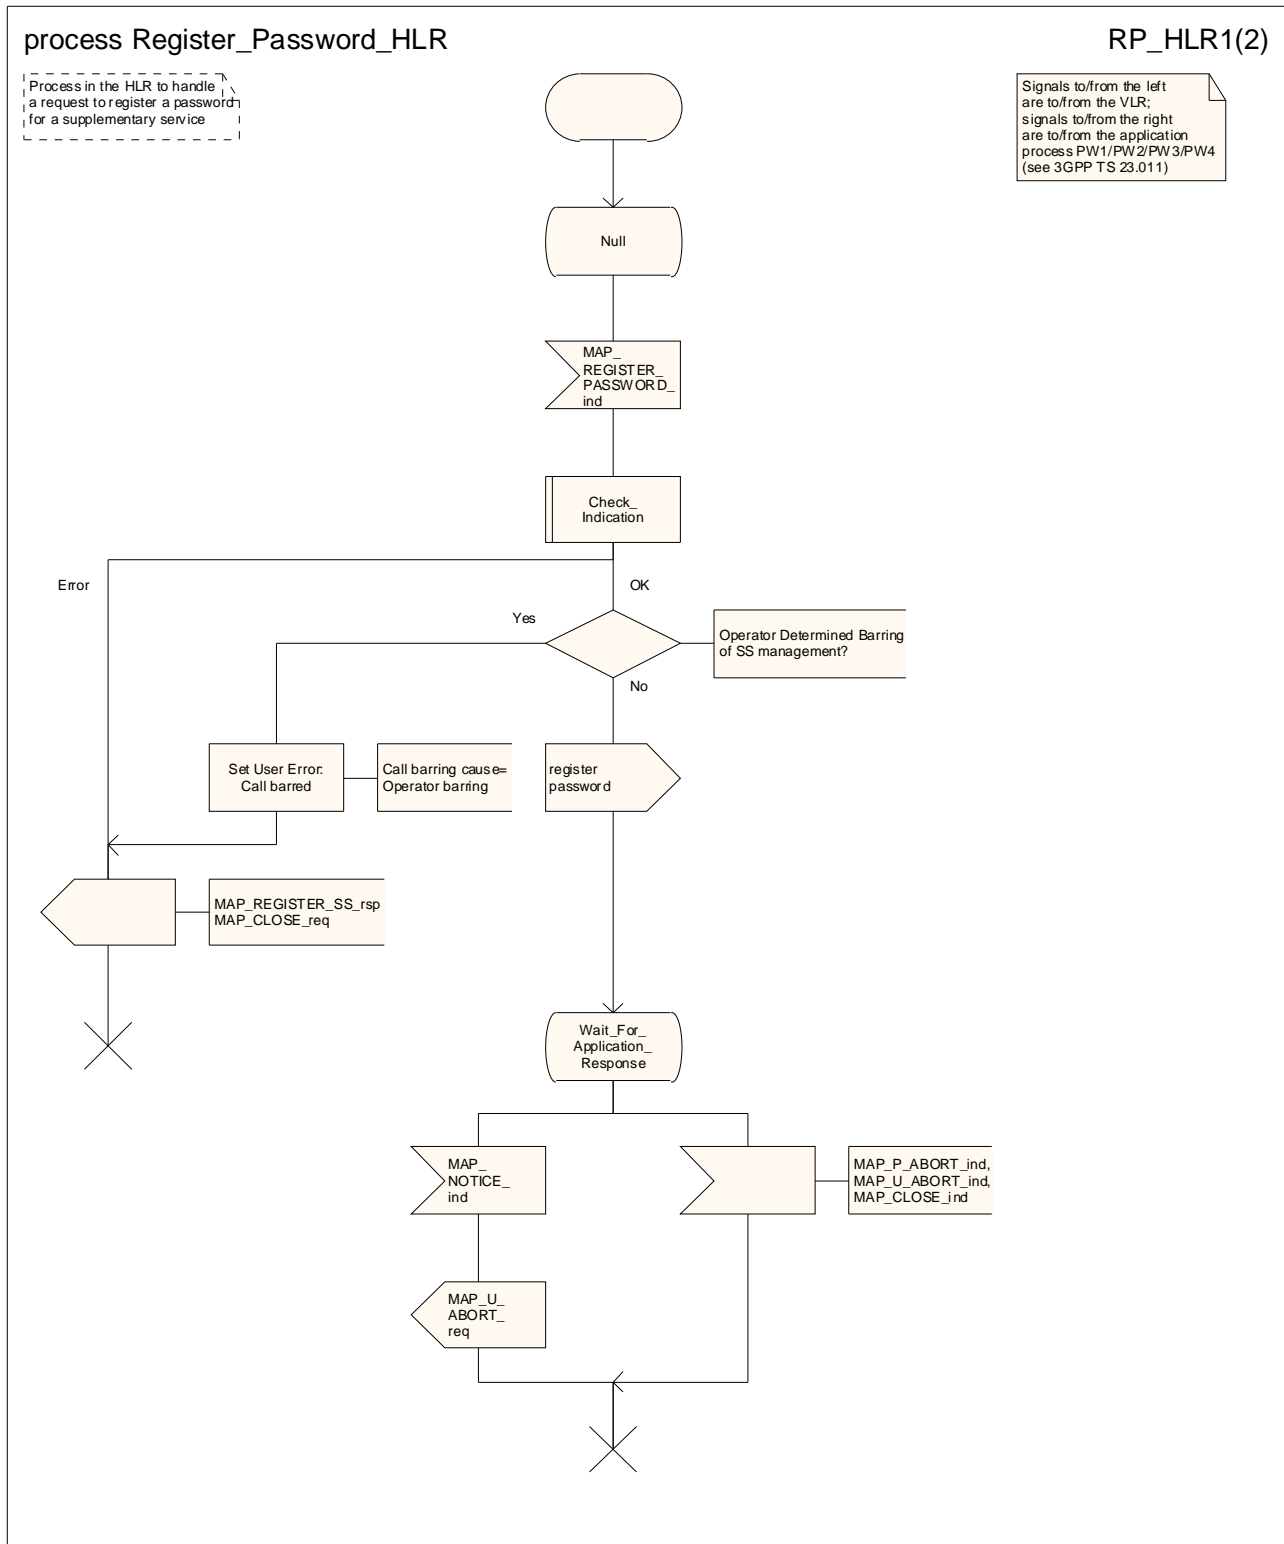 process Register_Password_HLR
RP_HLR1(2)
Process in the HLR to handle
a request to register a password
for a supplementary service
Signals to/from the left
are to/from the VLR;
signals to/from the right
are to/from the application
process PW1/PW2/PW3/PW4
(see 3GPP TS 23.011)
Null
MAP_
REGISTER_
PASSWORD_
ind
Check_
Indication
Error
OK
Yes
Operator Determined Barring
of SS management?
No
Set User Error:
Call barred
Call barring cause=
Operator barring
register
password
MAP_REGISTER_SS_rsp
MAP_CLOSE_req
Wait_For_
Application_
Response
MAP_
NOTICE_
ind
MAP_P_ABORT_ind,
MAP_U_ABORT_ind,
MAP_CLOSE_ind
MAP_U_
ABORT_
req